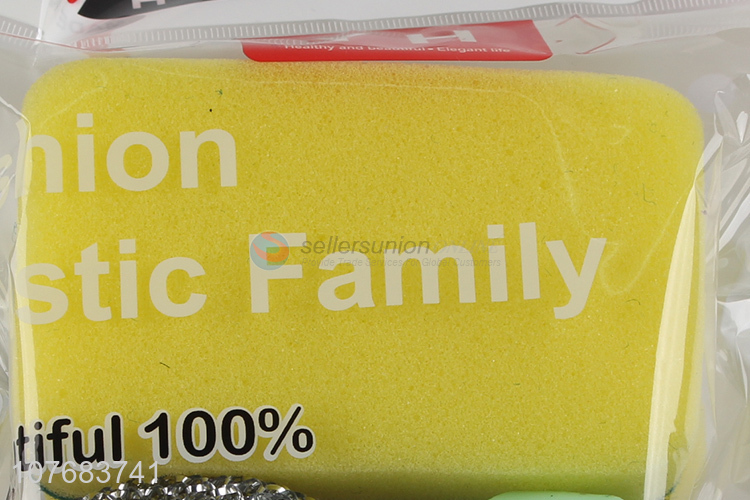 H
Healthy and beautiful • Elegant life
nion
sellersunion
stic Family
tiful 100%
107683741